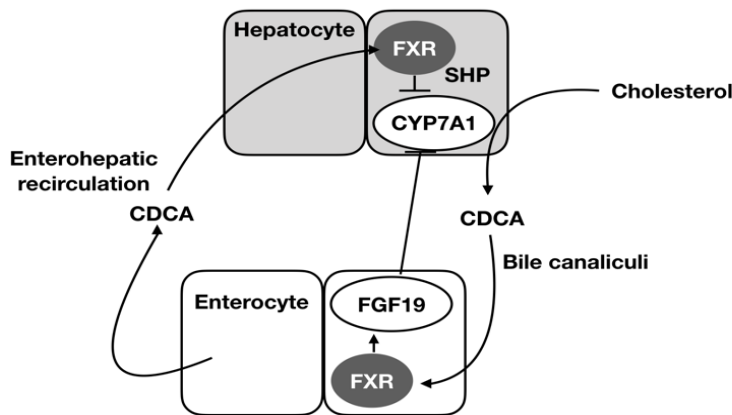 Hepatocyte
FXR
SHP
CYP7A1
Cholesterol
Enterohepatic
recirculation
CDCA
CDCA
Bile canaliculi
Enterocyte
FGF19
FXR